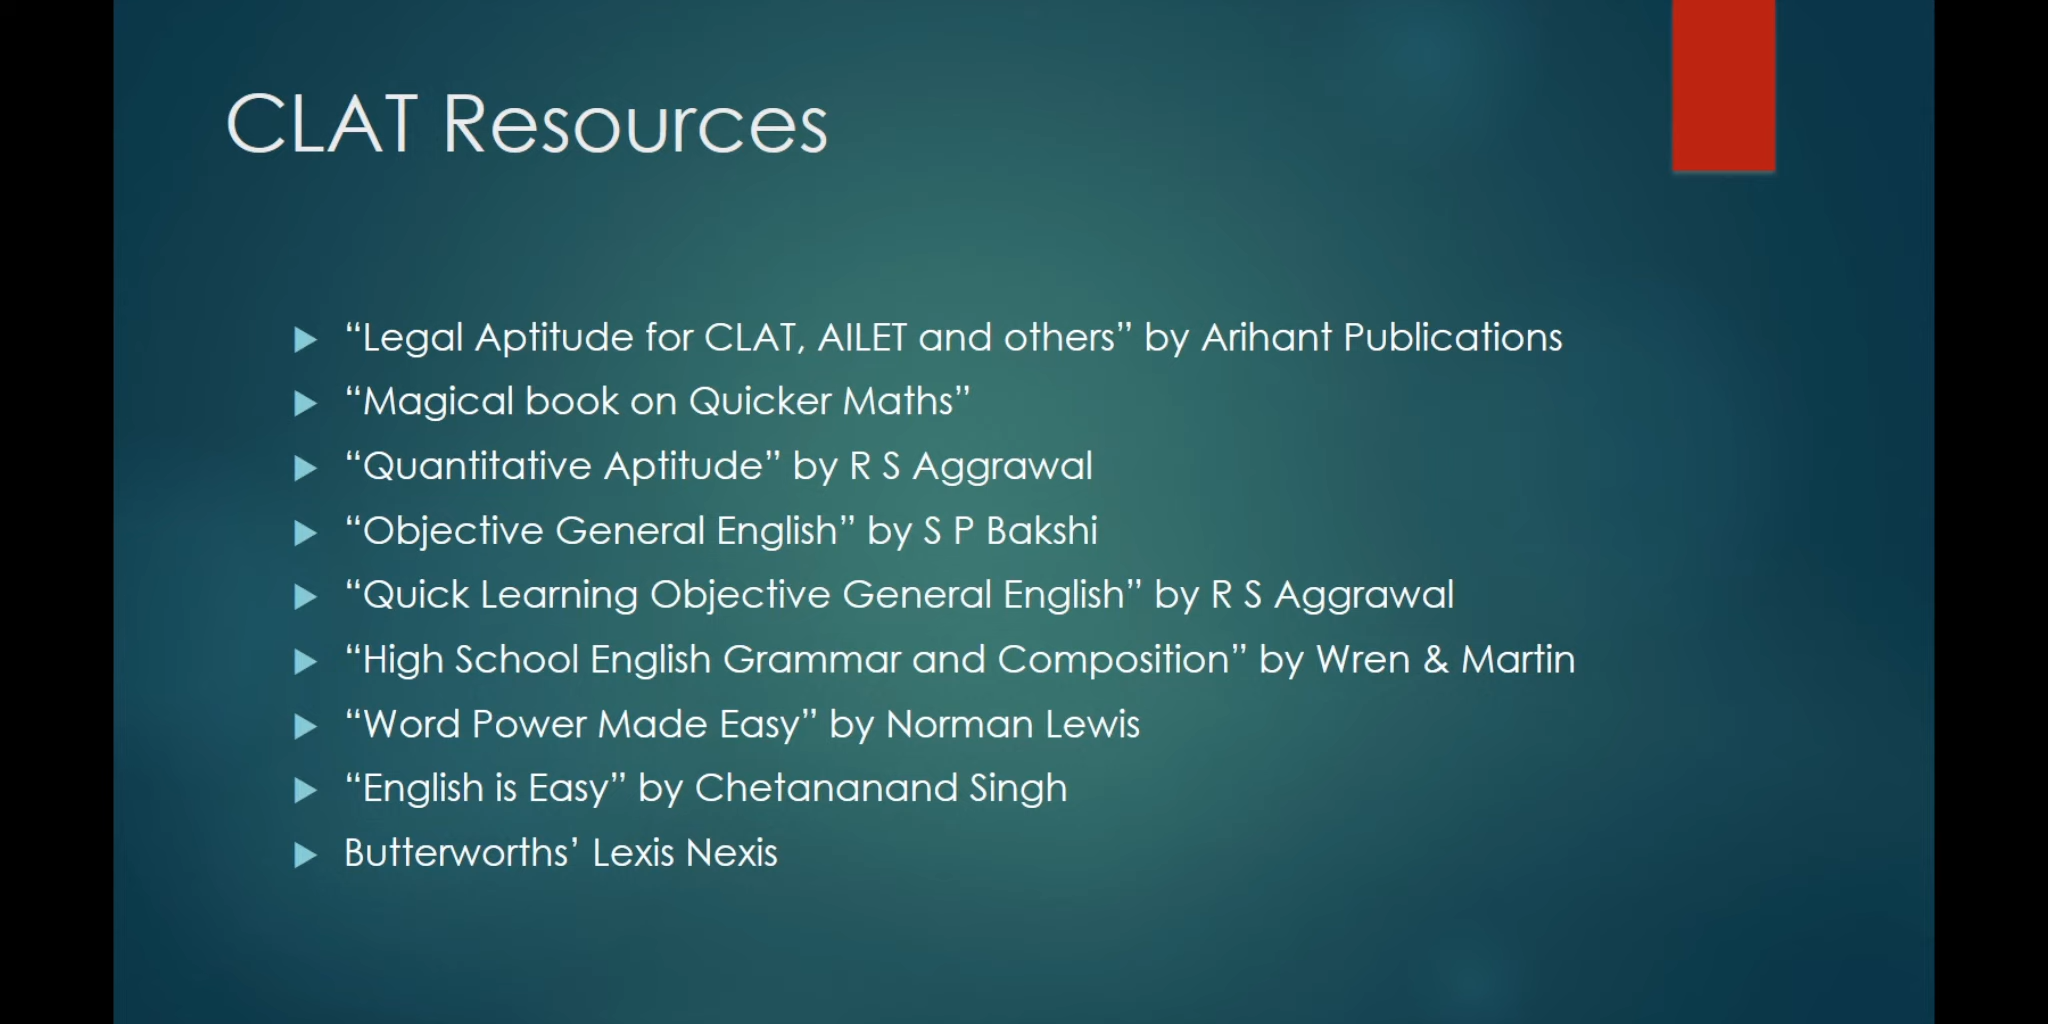 CLAT Resources
“Legal Aptitude for CLAT, AILET and others” by Arihant Publications
“Magical book on Quicker Maths”
“Quantitative Aptitude” by R S Aggrawal
“Objective General English” by S P Bakshi
“Quick Learning Objective General English” by R S Aggrawal
“High School English Grammar and Composition” by Wren & Martin
“Word Power Made Easy” by Norman Lewis
“English is Easy” by Chetananand Singh
Butterworths’ Lexis Nexis